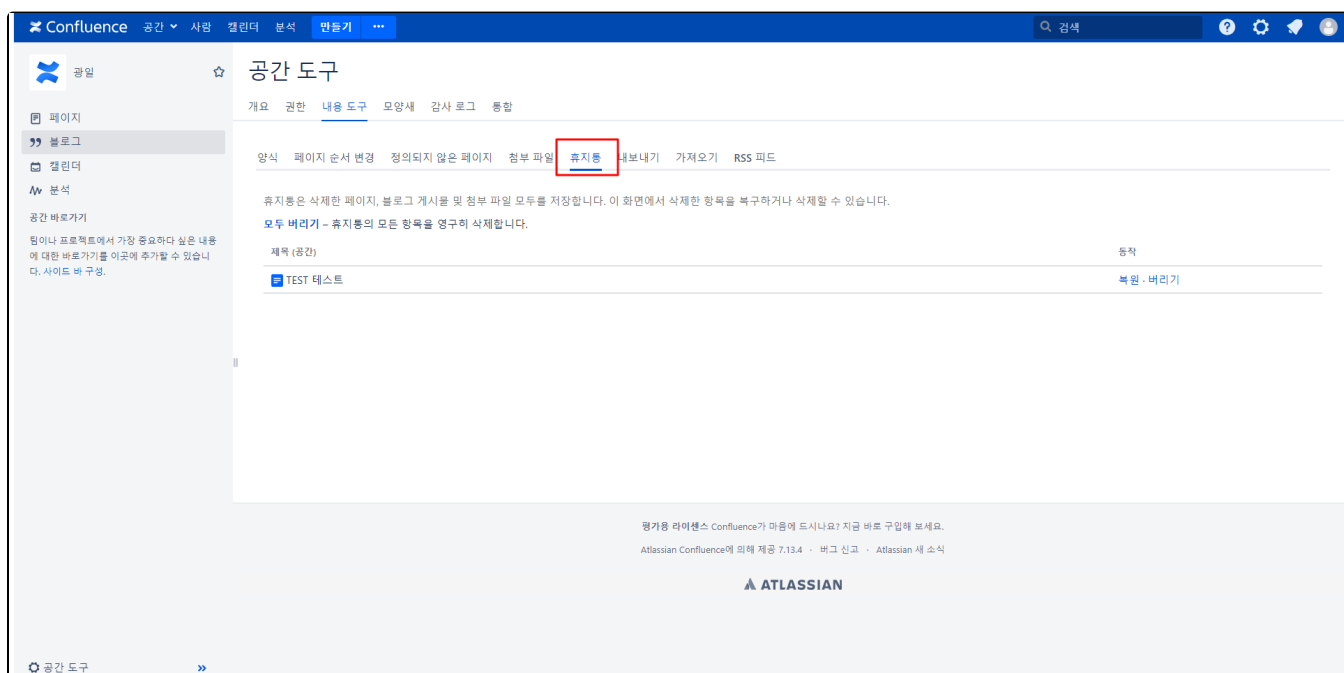 Confluence 공간 사람 캘린더 분석 만들기 ··· 검색
광일
공간 도구
개요 권한 내용 도구 모양새 감사 로그 통합
페이지
블로그
캘린더
분석
공간 바로가기
팀이나 프로젝트에서 가장 중요하다 싶은 내용
에 대한 바로가기를 이곳에 추가할 수 있습니
다. 사이드 바 구성.
양식 페이지 순서 변경 정의되지 않은 페이지 첨부 파일 휴지통 내보내기 가져오기 RSS 피드
휴지통은 삭제한 페이지, 블로그 게시물 및 첨부 파일 모두를 저장합니다. 이 화면에서 삭제한 항목을 복구하거나 삭제할 수 있습니다.
모두 버리기 – 휴지통의 모든 항목을 영구히 삭제합니다.
제목 (공간) 동작
TEST 테스트 복원 · 버리기
평가용 라이센스 Confluence가 마음에 드시나요? 지금 바로 구입해 보세요.
Atlassian Confluence에 의해 제공 7.13.4 · 버그 신고 · Atlassian 새 소식
ATLASSIAN
공간 도구 »